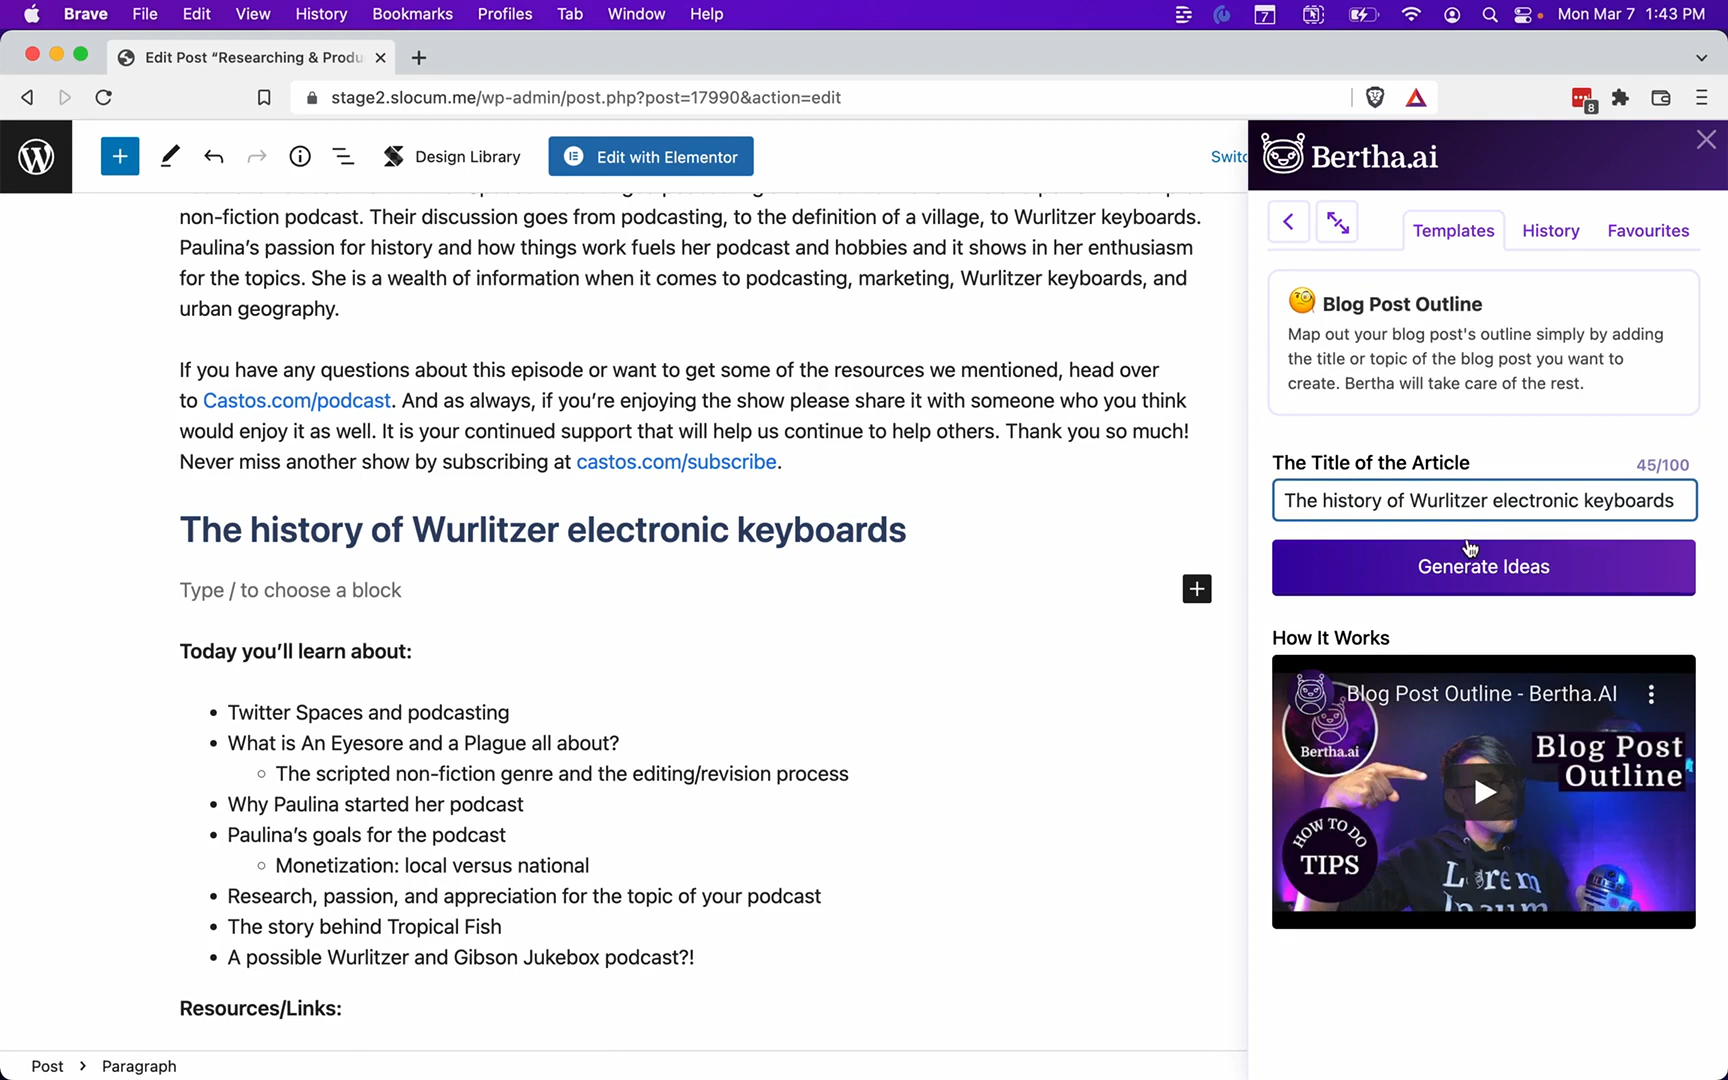 Brave File Edit View History Bookmarks Profiles Tab Window Help 7 Mon Mar 7 1:43 PM
Edit Post “Researching & Produ
stage2.slocum.me/wp-admin/post.php?post=17990&action=edit
8
Design Library
Edit with Elementor
Switc
non-fiction podcast. Their discussion goes from podcasting, to the definition of a village, to Wurlitzer keyboards.
Paulina’s passion for history and how things work fuels her podcast and hobbies and it shows in her enthusiasm
for the topics. She is a wealth of information when it comes to podcasting, marketing, Wurlitzer keyboards, and
urban geography.
If you have any questions about this episode or want to get some of the resources we mentioned, head over
to Castos.com/podcast. And as always, if you’re enjoying the show please share it with someone who you think
would enjoy it as well. It is your continued support that will help us continue to help others. Thank you so much!
Never miss another show by subscribing at castos.com/subscribe.
The history of Wurlitzer electronic keyboards
Type / to choose a block
Today you’ll learn about:
• Twitter Spaces and podcasting
• What is An Eyesore and a Plague all about?
◦ The scripted non-fiction genre and the editing/revision process
• Why Paulina started her podcast
• Paulina’s goals for the podcast
◦ Monetization: local versus national
• Research, passion, and appreciation for the topic of your podcast
• The story behind Tropical Fish
• A possible Wurlitzer and Gibson Jukebox podcast?!
Resources/Links:
Post > Paragraph
Bertha.ai
Templates History Favourites
Blog Post Outline
Map out your blog post's outline simply by adding
the title or topic of the blog post you want to
create. Bertha will take care of the rest.
The Title of the Article 45/100
The history of Wurlitzer electronic keyboards
Generate Ideas
How It Works
Blog Post Outline - Bertha.AI
Bertha.ai
Blog Post
Outline
HOW TO DO
TIPS